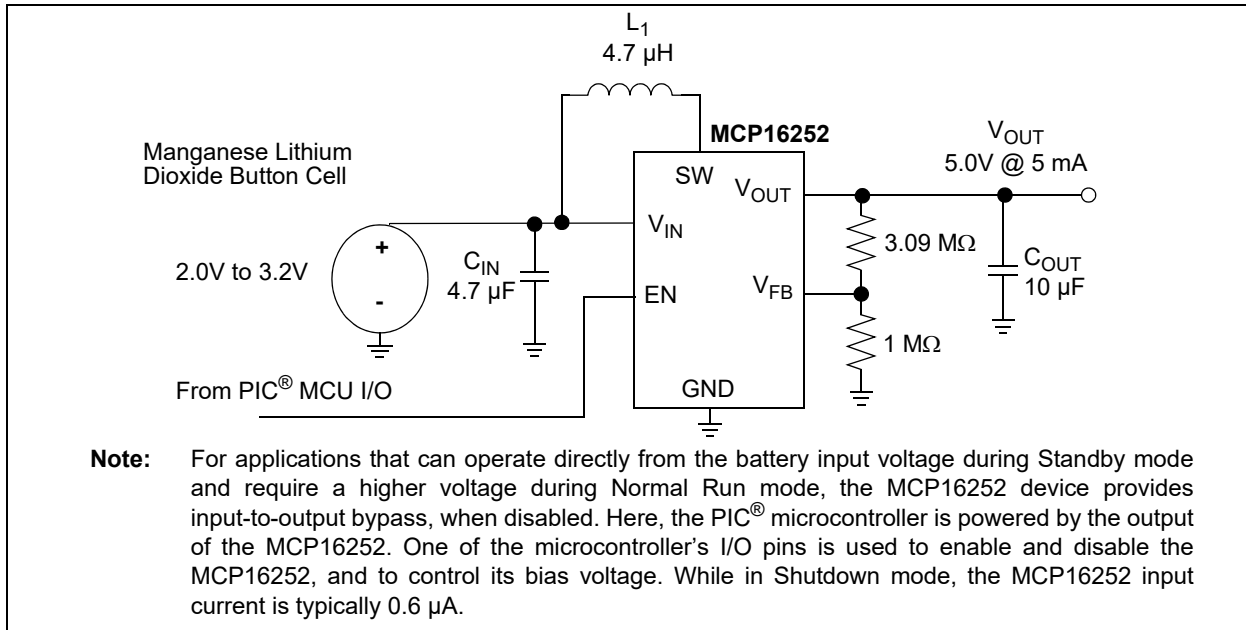 L1
4.7 µH
MCP16252
Manganese Lithium
Dioxide Button Cell
VOUT
5.0V @ 5 mA
SW
VOUT
VIN
3.09 MΩ
+
2.0V to 3.2V
CIN
4.7 µF
COUT
10 µF
-
EN
VFB
1 MΩ
From PIC® MCU I/O
GND
Note: For applications that can operate directly from the battery input voltage during Standby mode
and require a higher voltage during Normal Run mode, the MCP16252 device provides
input-to-output bypass, when disabled. Here, the PIC® microcontroller is powered by the output
of the MCP16252. One of the microcontroller's I/O pins is used to enable and disable the
MCP16252, and to control its bias voltage. While in Shutdown mode, the MCP16252 input
current is typically 0.6 µA.